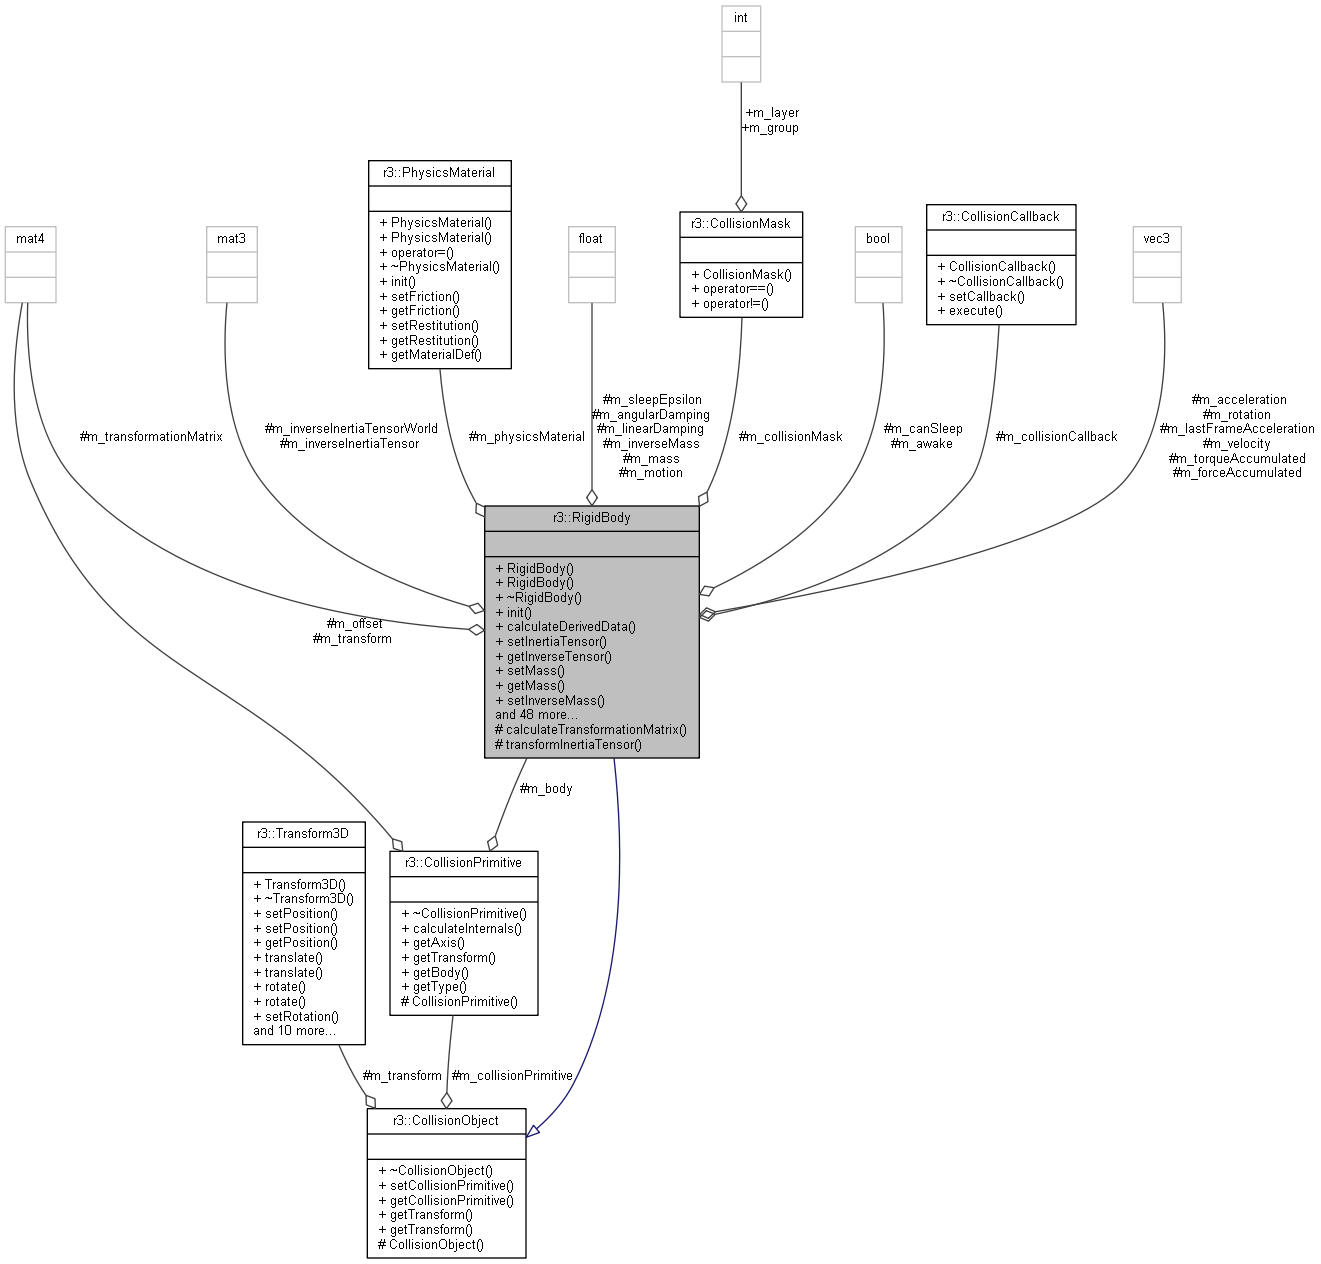 int
+m_layer
+m_group
r3::PhysicsMaterial
+ PhysicsMaterial()
+ PhysicsMaterial()
+ operator=()
+ ~PhysicsMaterial()
+ init()
+ setFriction()
+ getFriction()
+ setRestitution()
+ getRestitution()
+ getMaterialDef()
r3::CollisionMask
+ CollisionMask()
+ operator==()
+ operator!=()
r3::CollisionCallback
+ CollisionCallback()
+ ~CollisionCallback()
+ setCallback()
+ execute()
mat4
mat3
float
bool
vec3
#m_transformationMatrix
#m_inverseInertiaTensorWorld
#m_inverseInertiaTensor
#m_physicsMaterial
#m_sleepEpsilon
#m_angularDamping
#m_linearDamping
#m_inverseMass
#m_mass
#m_motion
#m_collisionMask
#m_canSleep
#m_awake
#m_collisionCallback
#m_acceleration
#m_rotation
#m_lastFrameAcceleration
#m_velocity
#m_torqueAccumulated
#m_forceAccumulated
r3::RigidBody
+ RigidBody()
+ RigidBody()
+ ~RigidBody()
+ init()
+ calculateDerivedData()
+ setInertiaTensor()
+ getInverseTensor()
+ setMass()
+ getMass()
+ setInverseMass()
and 48 more...
# calculateTransformationMatrix()
# transformInertiaTensor()
#m_offset
#m_transform
#m_body
r3::Transform3D
+ Transform3D()
+ ~Transform3D()
+ setPosition()
+ setPosition()
+ getPosition()
+ translate()
+ translate()
+ rotate()
+ rotate()
+ setRotation()
and 10 more...
r3::CollisionPrimitive
+ ~CollisionPrimitive()
+ calculateInternals()
+ getAxis()
+ getTransform()
+ getBody()
+ getType()
# CollisionPrimitive()
#m_transform
#m_collisionPrimitive
r3::CollisionObject
+ ~CollisionObject()
+ setCollisionPrimitive()
+ getCollisionPrimitive()
+ getTransform()
+ getTransform()
# CollisionObject()